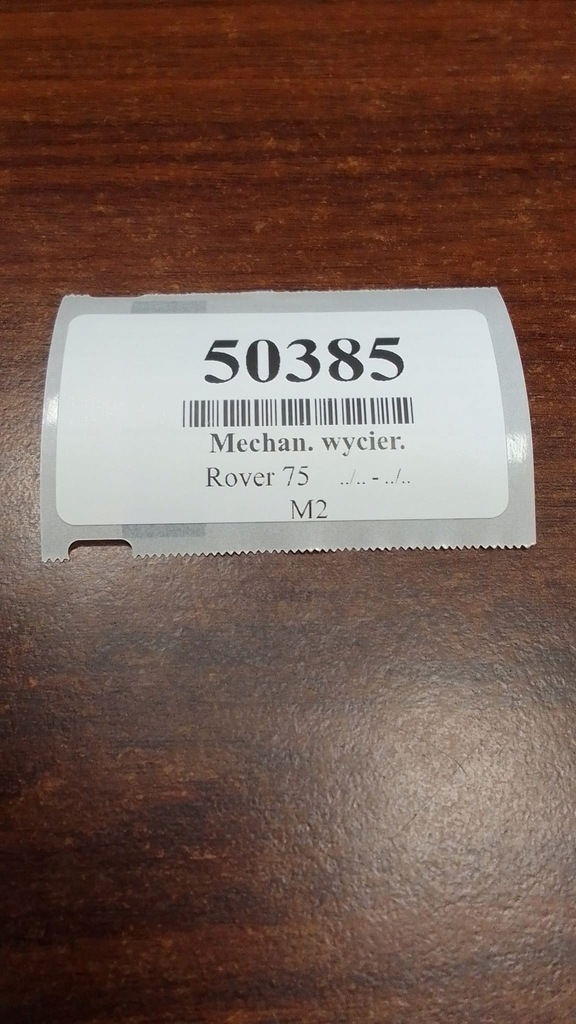 50385
Mechan. wycier.
Rover 75 ../.. - ../..
M2